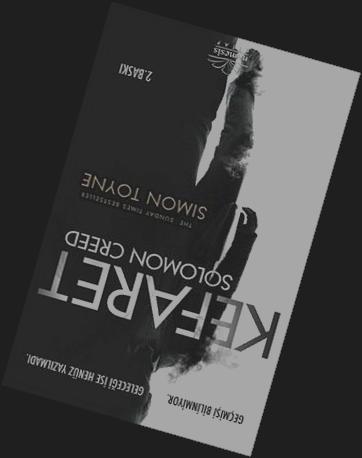 GEÇMİŞİ BİLİNMİYOR.
GELECEĞİ İSE HENÜZ YAZILMADI.
KEFARET
SOLOMON CREED
THE SUNDAY TIMES BESTSELLER
SIMON TOYNE
2.BASKI
nemesis